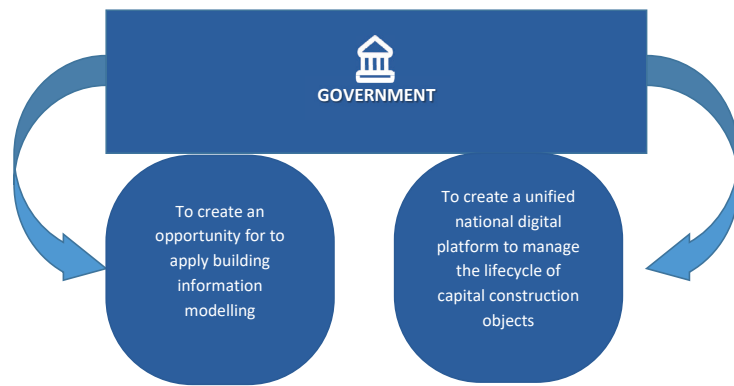 GOVERNMENT
To create an
opportunity for to
apply building
information
modelling
To create a unified
national digital
platform to manage
the lifecycle of
capital construction
objects